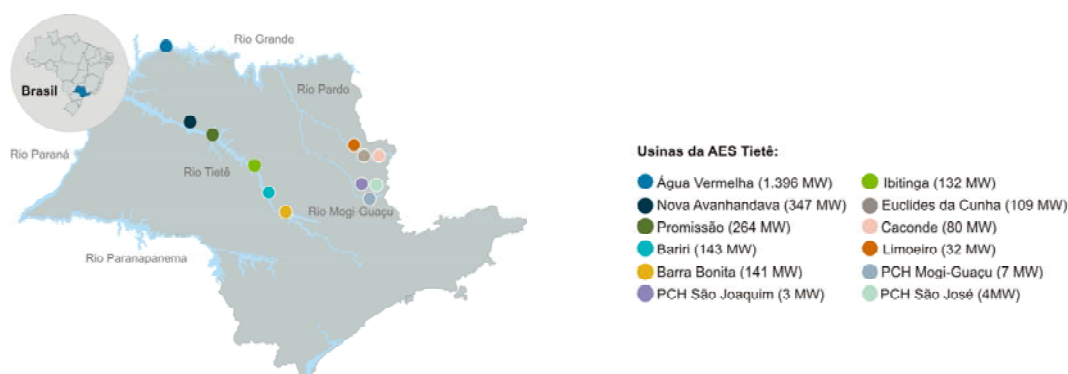 Rio Grande
Brasil
Rio Pardo
Rio Paraná
Rio Tietê
Rio Mogi-Guaçu
Rio Paranapanema
Usinas da AES Tietê:
Água Vermelha (1.396 MW)
Nova Avanhandava (347 MW)
Promissão (264 MW)
Bariri (143 MW)
Barra Bonita (141 MW)
PCH São Joaquim (3 MW)
Ibitinga (132 MW)
Euclides da Cunha (109 MW)
Caconde (80 MW)
Limoeiro (32 MW)
PCH Mogi-Guaçu (7 MW)
PCH São José (4MW)